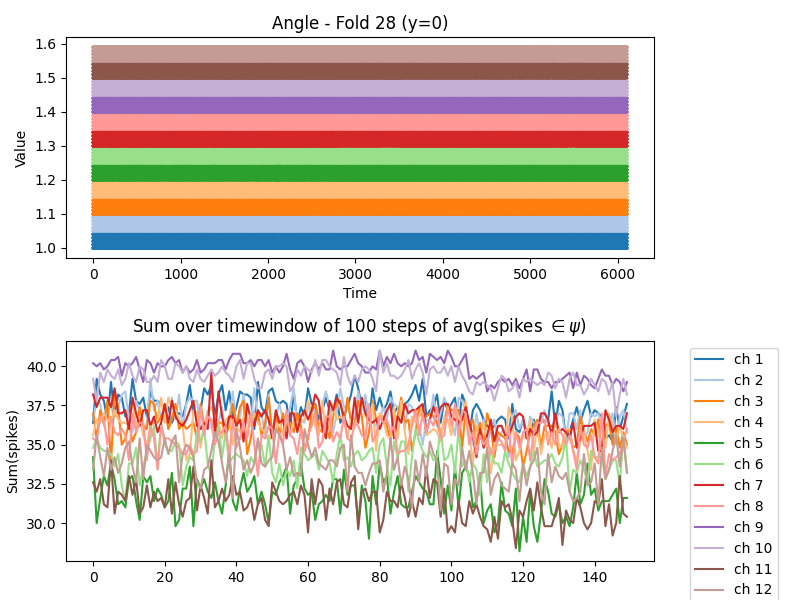 Angle - Fold 28 (y=0)
1.6
1.5
1.4
1.3
1.2
1.1
1.0
Value
0 1000 2000 3000 4000 5000 6000
Time
Sum over timewindow of 100 steps of avg(spikes ∈ ψ)
40.0
37.5
35.0
32.5
30.0
Sum(spikes)
0 20 40 60 80 100 120 140
ch 1
ch 2
ch 3
ch 4
ch 5
ch 6
ch 7
ch 8
ch 9
ch 10
ch 11
ch 12